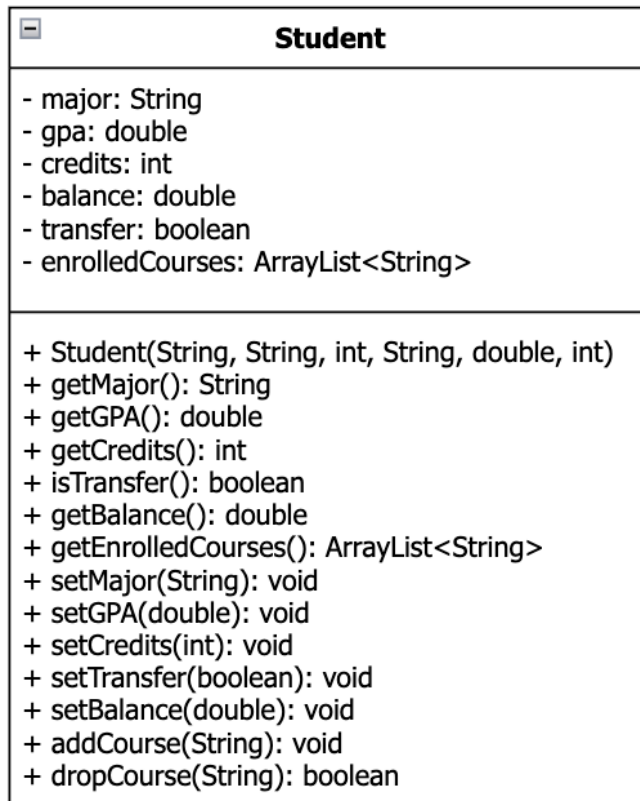 Student
- major: String
- gpa: double
- credits: int
- balance: double
- transfer: boolean
- enrolledCourses: ArrayList<String>
+ Student(String, String, int, String, double, int)
+ getMajor(): String
+ getGPA(): double
+ getCredits(): int
+ isTransfer(): boolean
+ getBalance(): double
+ getEnrolledCourses(): ArrayList<String>
+ setMajor(String): void
+ setGPA(double): void
+ setCredits(int): void
+ setTransfer(boolean): void
+ setBalance(double): void
+ addCourse(String): void
+ dropCourse(String): boolean